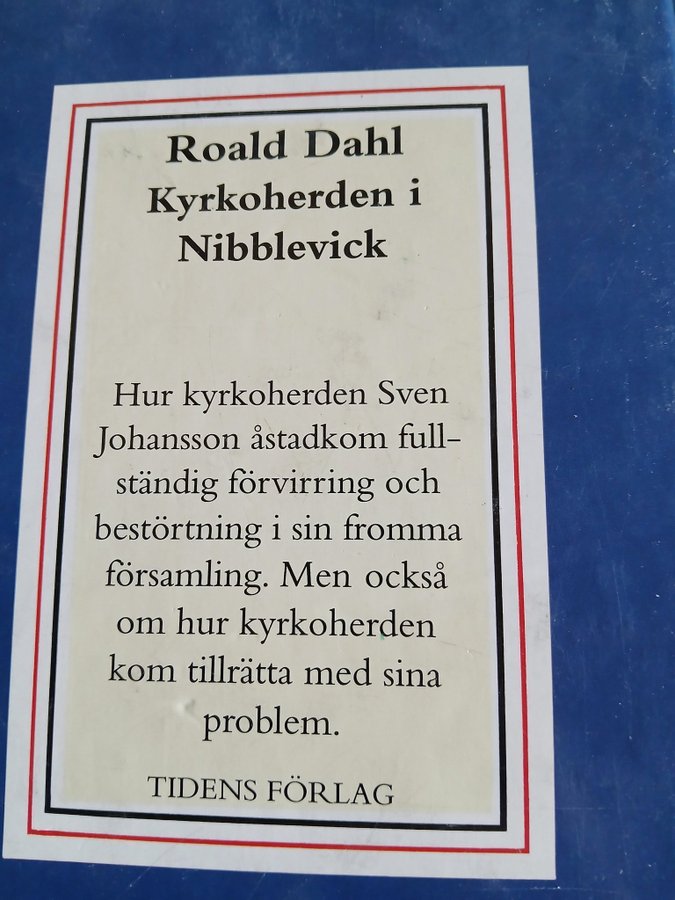 Roald Dahl
Kyrkoherden i
Nibblevick
Hur kyrkoherden Sven
Johansson åstadkom full-
ständig förvirring och
bestörtning i sin fromma
församling. Men också
om hur kyrkoherden
kom tillrätta med sina
problem.
TIDENS FÖRLAG